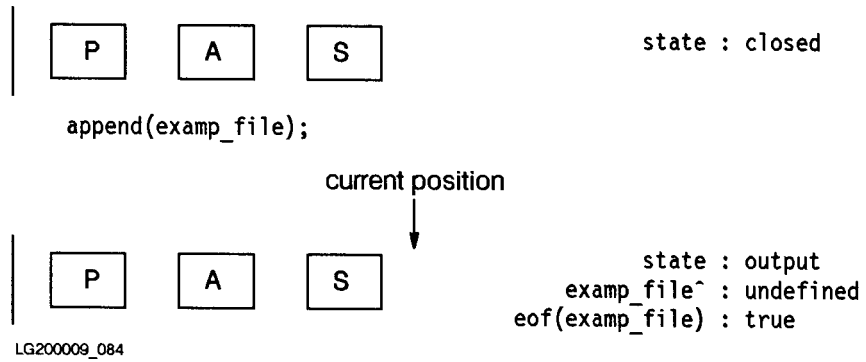 P A S state : closed
append(examp_file);
current position
P A S state : output
examp_file^ : undefined
eof(examp_file) : true
LG200009_084